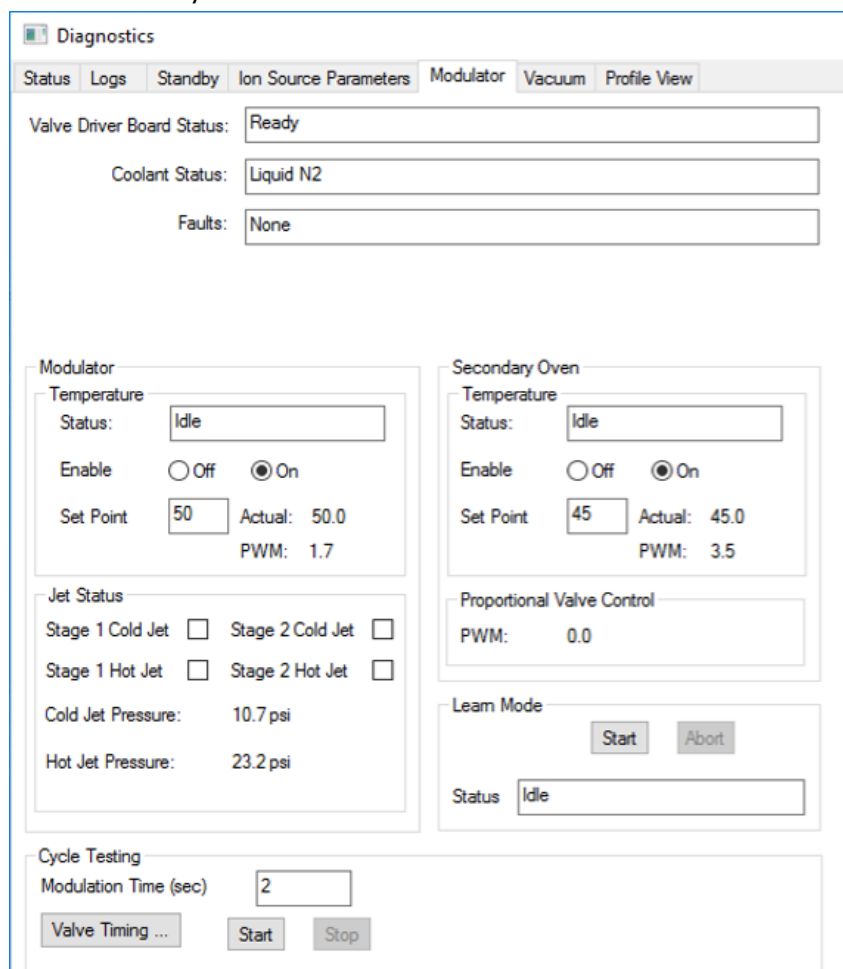 Diagnostics
Status Logs Standby Ion Source Parameters Modulator Vacuum Profile View
Valve Driver Board Status: Ready
Coolant Status: Liquid N2
Faults: None
Modulator
Temperature
Status: Idle
Enable Off On
Set Point 50 Actual: 50.0
PWM: 1.7
Jet Status
Stage 1 Cold Jet Stage 2 Cold Jet
Stage 1 Hot Jet Stage 2 Hot Jet
Cold Jet Pressure: 10.7 psi
Hot Jet Pressure: 23.2 psi
Secondary Oven
Temperature
Status: Idle
Enable Off On
Set Point 45 Actual: 45.0
PWM: 3.5
Proportional Valve Control
PWM: 0.0
Learn Mode
Start Abort
Status Idle
Cycle Testing
Modulation Time (sec) 2
Valve Timing ... Start Stop